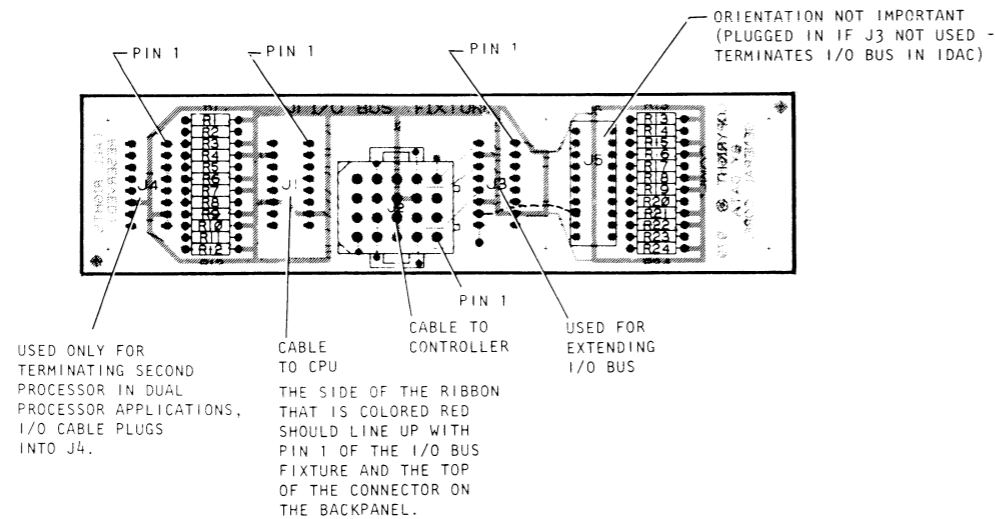 ORIENTATION NOT IMPORTANT
(PLUGGED IN IF J3 NOT USED -
TERMINATES I/O BUS IN IDAC)
PIN 1
PIN 1
PIN 1
I/O BUS FIXTURE
R1
R2
R3
R4
R5
R6
R7
R8
R9
R10
R11
R12
J4
J1
J3
J5
R13
R14
R15
R17
R18
R19
R20
R21
R22
R23
R24
RESERVED
PIN 1
USED ONLY FOR
TERMINATING SECOND
PROCESSOR IN DUAL
PROCESSOR APPLICATIONS,
I/O CABLE PLUGS
INTO J4.
CABLE
TO CPU
THE SIDE OF THE RIBBON
THAT IS COLORED RED
SHOULD LINE UP WITH
PIN 1 OF THE I/O BUS
FIXTURE AND THE TOP
OF THE CONNECTOR ON
THE BACKPANEL.
CABLE TO
CONTROLLER
USED FOR
EXTENDING
I/O BUS